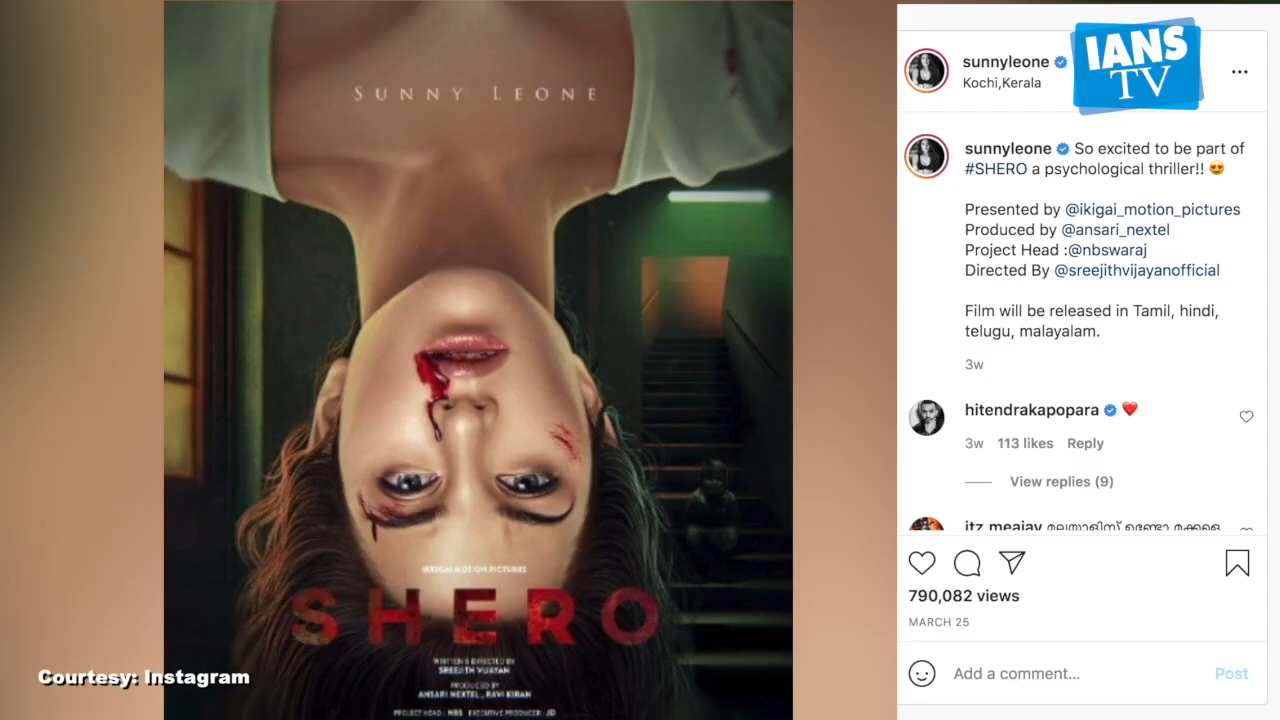 SUNNY LEONE
IKIGAI MOTION PICTURES
SHERO
WRITTEN & DIRECTED BY
SREEJITH VIJAYAN
PRODUCED BY
ANSARI NEXTEL, RAVI KIRAN
PROJECT HEAD : NBS EXECUTIVE PRODUCER : JD
Courtesy: Instagram
IANS
TV
sunnyleone
Kochi,Kerala
sunnyleone So excited to be part of
#SHERO a psychological thriller!! 😍
Presented by @ikigai_motion_pictures
Produced by @ansari_nextel
Project Head :@nbswaraj
Directed By @sreejithvijayanofficial
Film will be released in Tamil, hindi,
telugu, malayalam.
3w
hitendrakapopara ❤️
3w 113 likes Reply
View replies (9)
itz_meajay
790,082 views
MARCH 25
Add a comment... Post